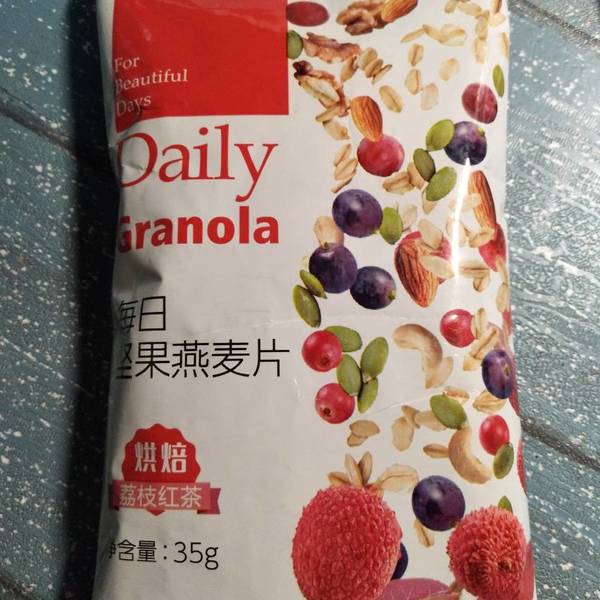 For
Beautiful
Days
Daily
Granola
每日
坚果燕麦片
烘焙
荔枝红茶
净含量:35g